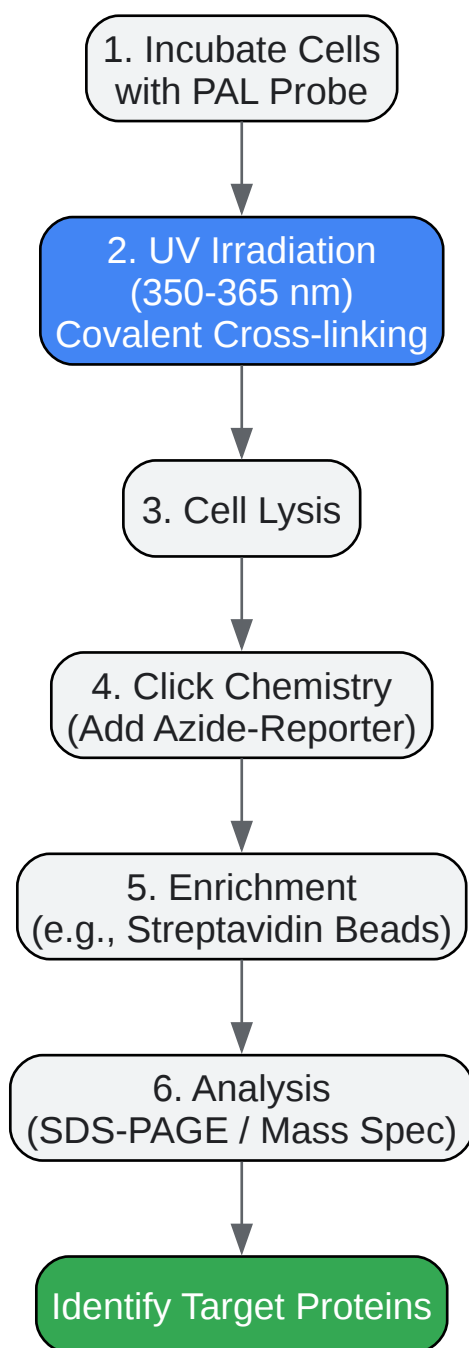 1. Incubate Cells
with PAL Probe
2. UV Irradiation
(350-365 nm)
Covalent Cross-linking
3. Cell Lysis
4. Click Chemistry
(Add Azide-Reporter)
5. Enrichment
(e.g., Streptavidin Beads)
6. Analysis
(SDS-PAGE / Mass Spec)
Identify Target Proteins